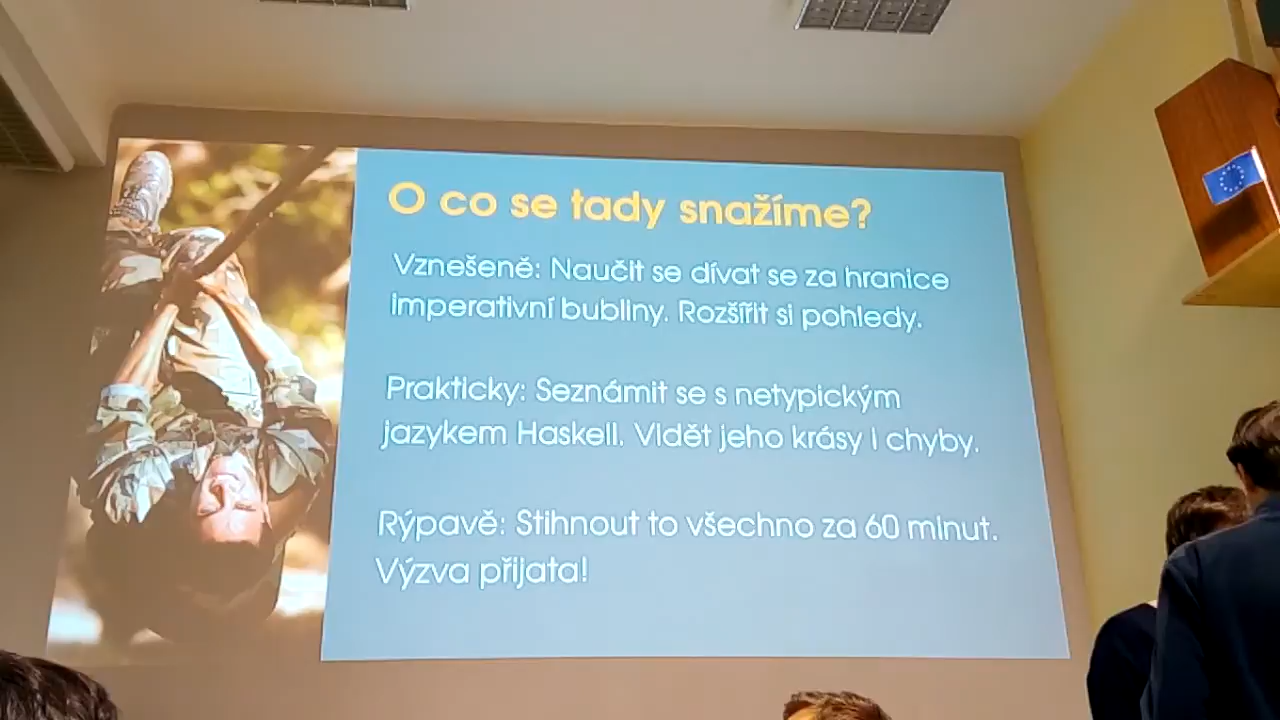 O co se tady snažíme?
Vznešeně: Naučit se dívat se za hranice
imperativní bubliny. Rozšířit si pohledy.
Prakticky: Seznámit se s netypickým
jazykem Haskell. Vidět jeho krásy i chyby.
Rýpavě: Stihnout to všechno za 60 minut.
Výzva přijata!